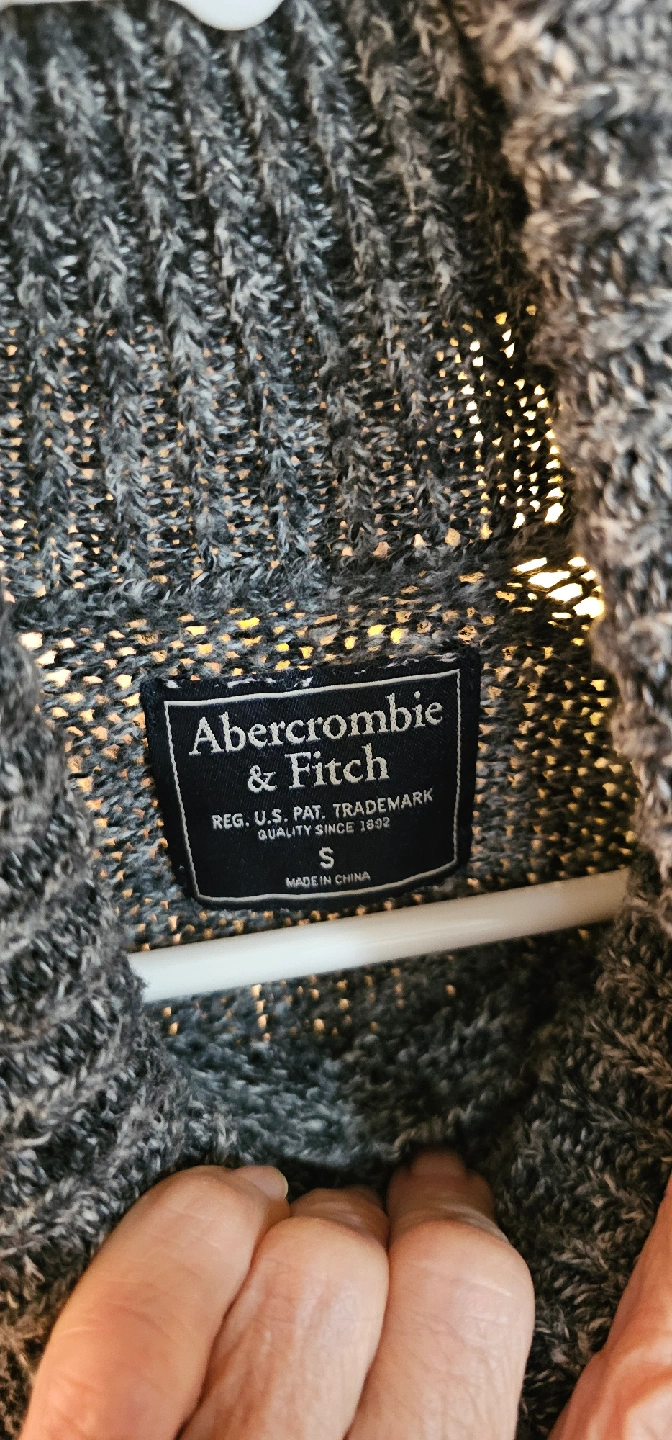 Abercrombie
& Fitch
REG. U.S. PAT. TRADEMARK
QUALITY SINCE 1892
S
MADE IN CHINA